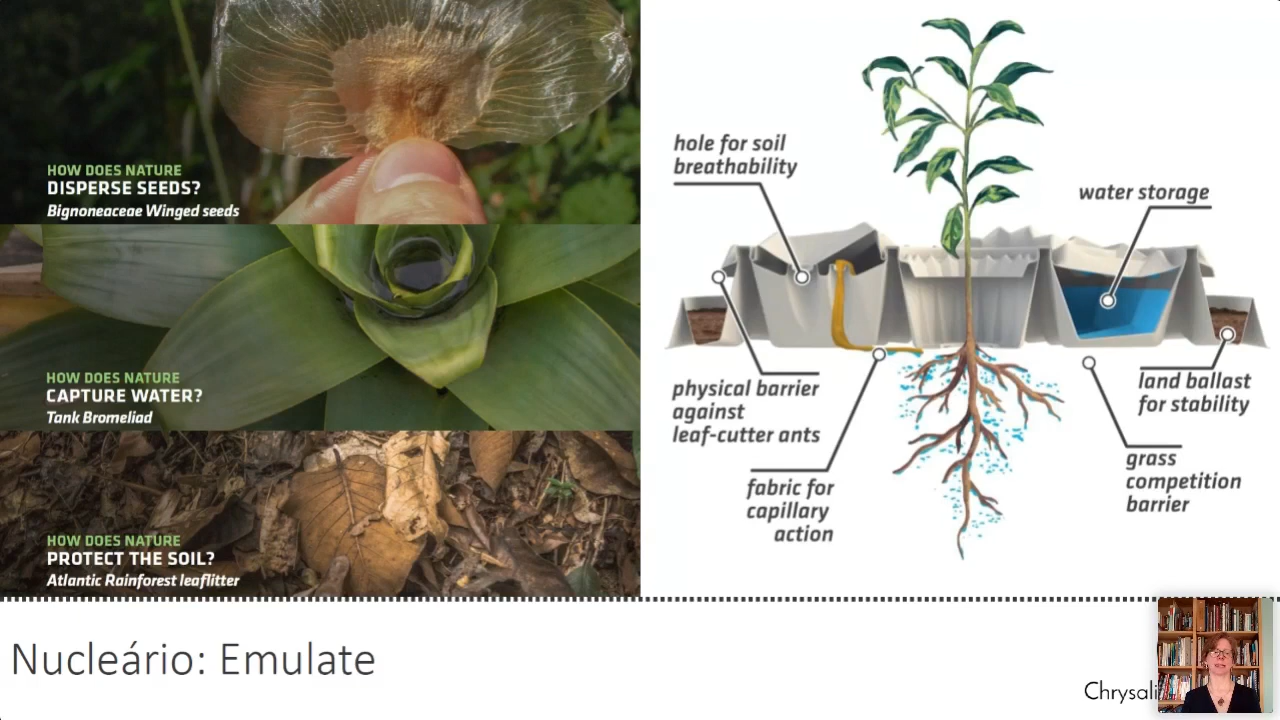 HOW DOES NATURE
DISPERSE SEEDS?
Bignoneaceae Winged seeds
HOW DOES NATURE
CAPTURE WATER?
Tank Bromeliad
HOW DOES NATURE
PROTECT THE SOIL?
Atlantic Rainforest leaflitter
hole for soil
breathability
water storage
physical barrier
against
leaf-cutter ants
fabric for
capillary
action
land ballast
for stability
grass
competition
barrier
Nucleário: Emulate
Chrysali